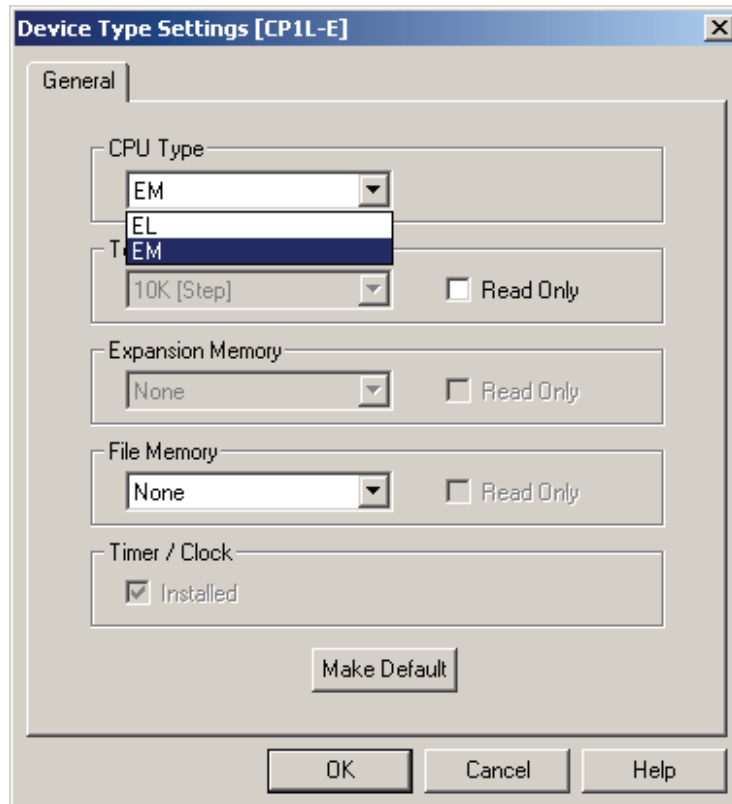 Device Type Settings [CP1L-E]
General
CPU Type
EM
EL
EM
10K [Step]
Read Only
Expansion Memory
None
Read Only
File Memory
None
Read Only
Timer / Clock
Installed
Make Default
OK
Cancel
Help